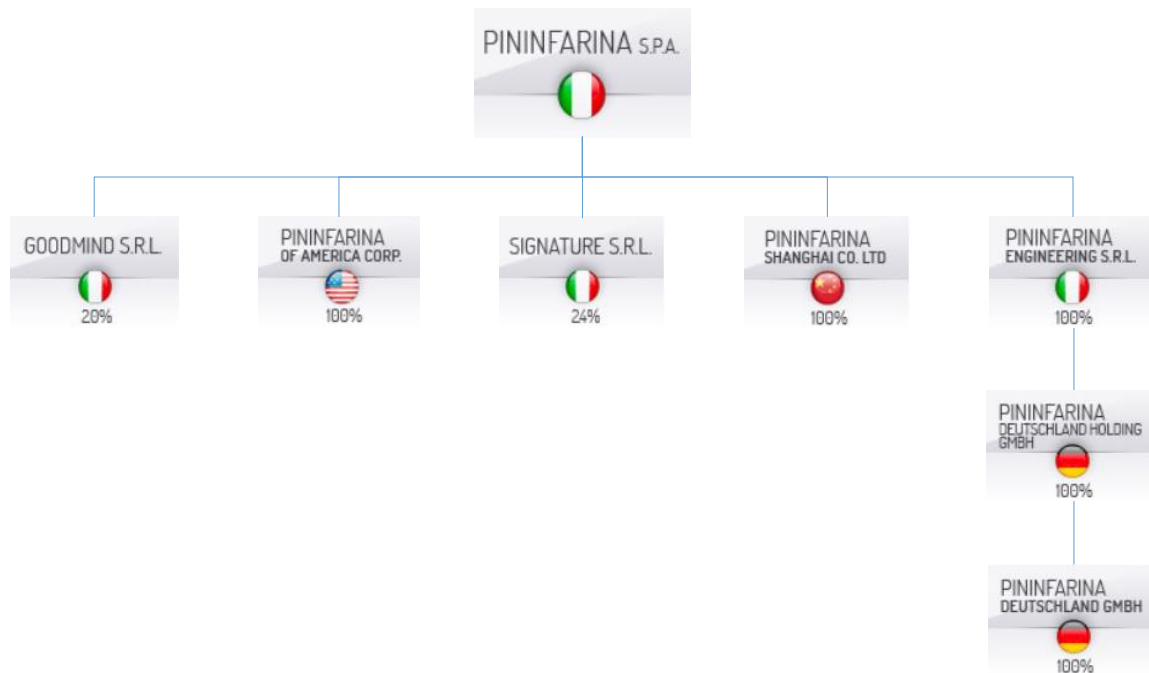 PININFARINA S.P.A.
GOODMIND S.R.L.
20%
PININFARINA
OF AMERICA CORP.
100%
SIGNATURE S.R.L.
24%
PININFARINA
SHANGHAI CO. LTD
100%
PININFARINA
ENGINEERING S.R.L.
100%
PININFARINA
DEUTSCHLAND HOLDING
GMBH
100%
PININFARINA
DEUTSCHLAND GMBH
100%